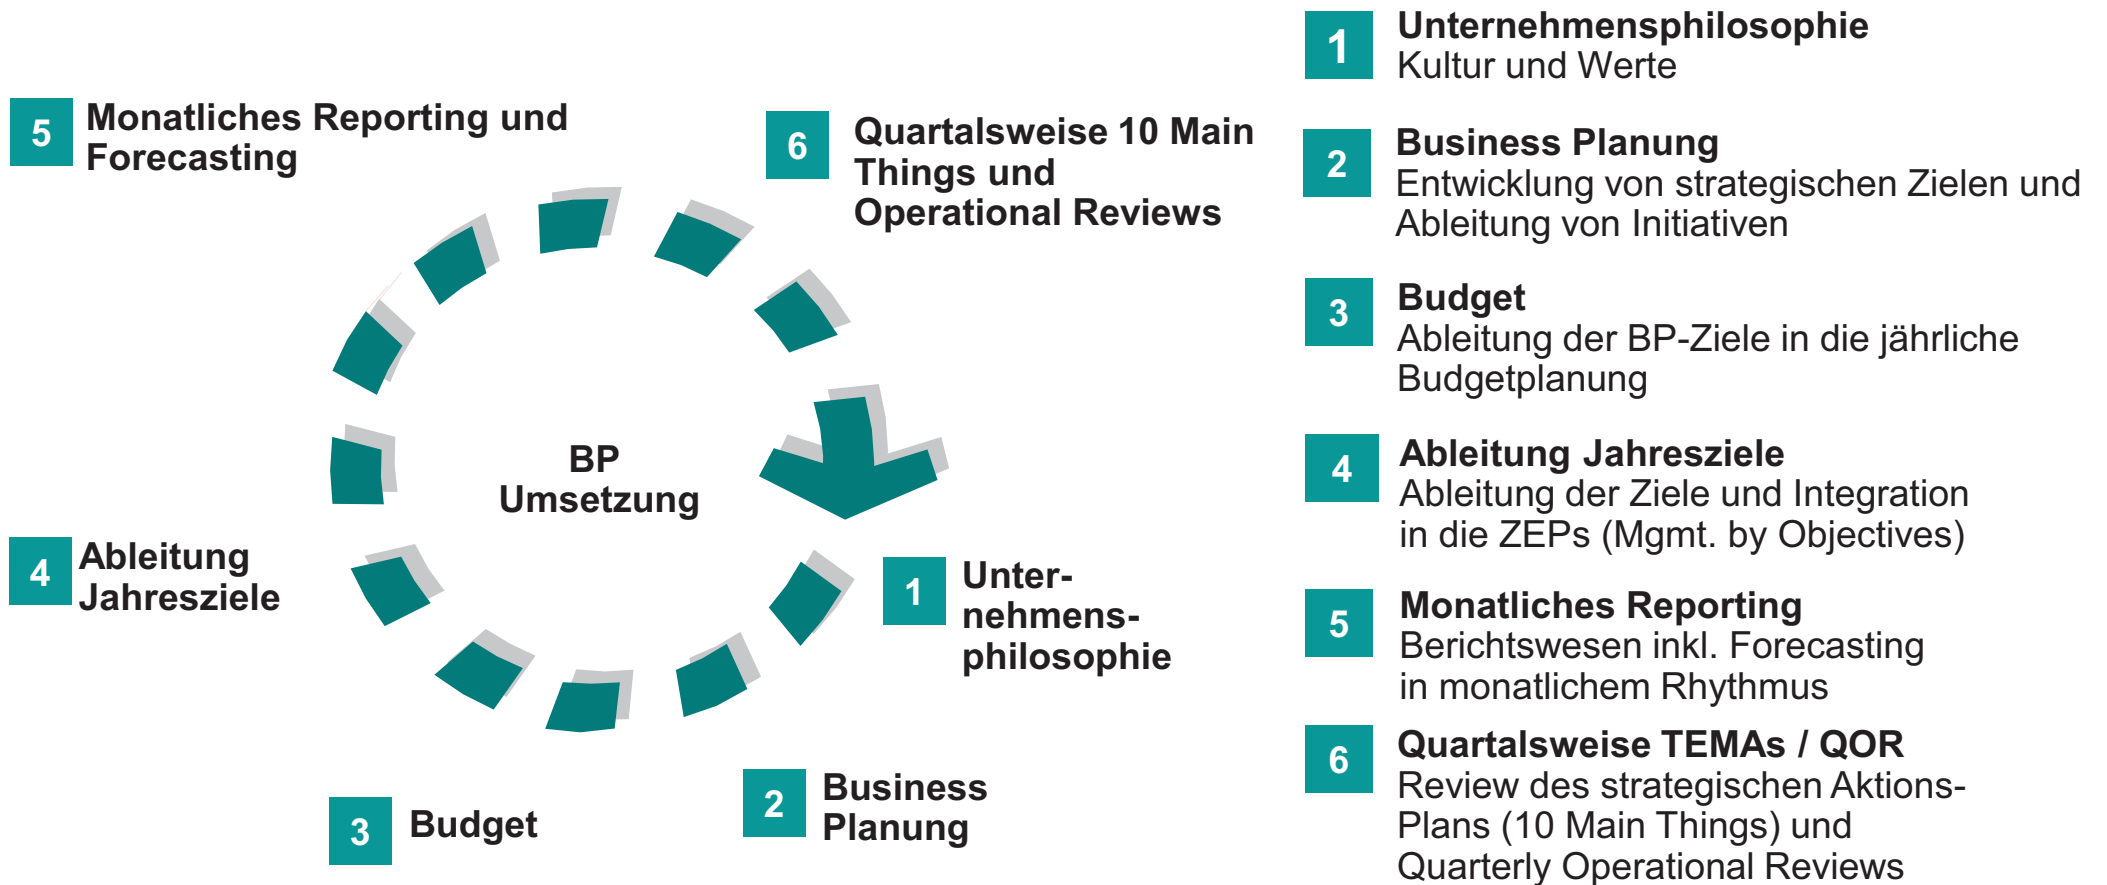 5
Monatliches Reporting und
Forecasting
6
Quartalsweise 10 Main
Things und
Operational Reviews
BP
Umsetzung
4
Ableitung
Jahresziele
1
Unter-
nehmens-
philosophie
3
Budget
2
Business
Planung
1
Unternehmensphilosophie
Kultur und Werte
2
Business Planung
Entwicklung von strategischen Zielen und
Ableitung von Initiativen
3
Budget
Ableitung der BP-Ziele in die jährliche
Budgetplanung
4
Ableitung Jahresziele
Ableitung der Ziele und Integration
in die ZEPs (Mgmt. by Objectives)
5
Monatliches Reporting
Berichtswesen inkl. Forecasting
in monatlichem Rhythmus
6
Quartalsweise TEMAs / QOR
Review des strategischen Aktions-
Plans (10 Main Things) und
Quarterly Operational Reviews